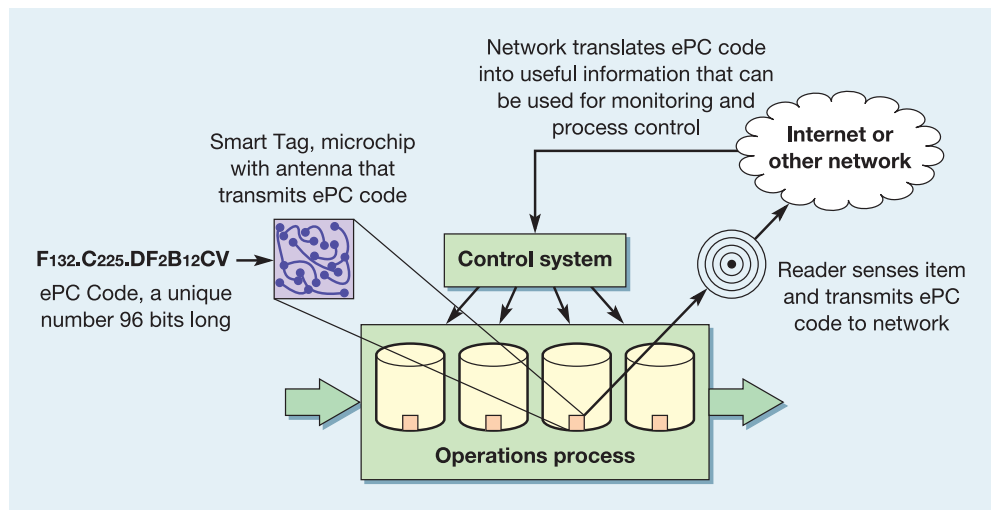 Network translates ePC code
into useful information that can
be used for monitoring and
process control
Internet or
other network
Smart Tag, microchip
with antenna that
transmits ePC code
F132.C225.DF2B12CV
ePC Code, a unique
number 96 bits long
Control system
Reader senses item
and transmits ePC
code to network
Operations process